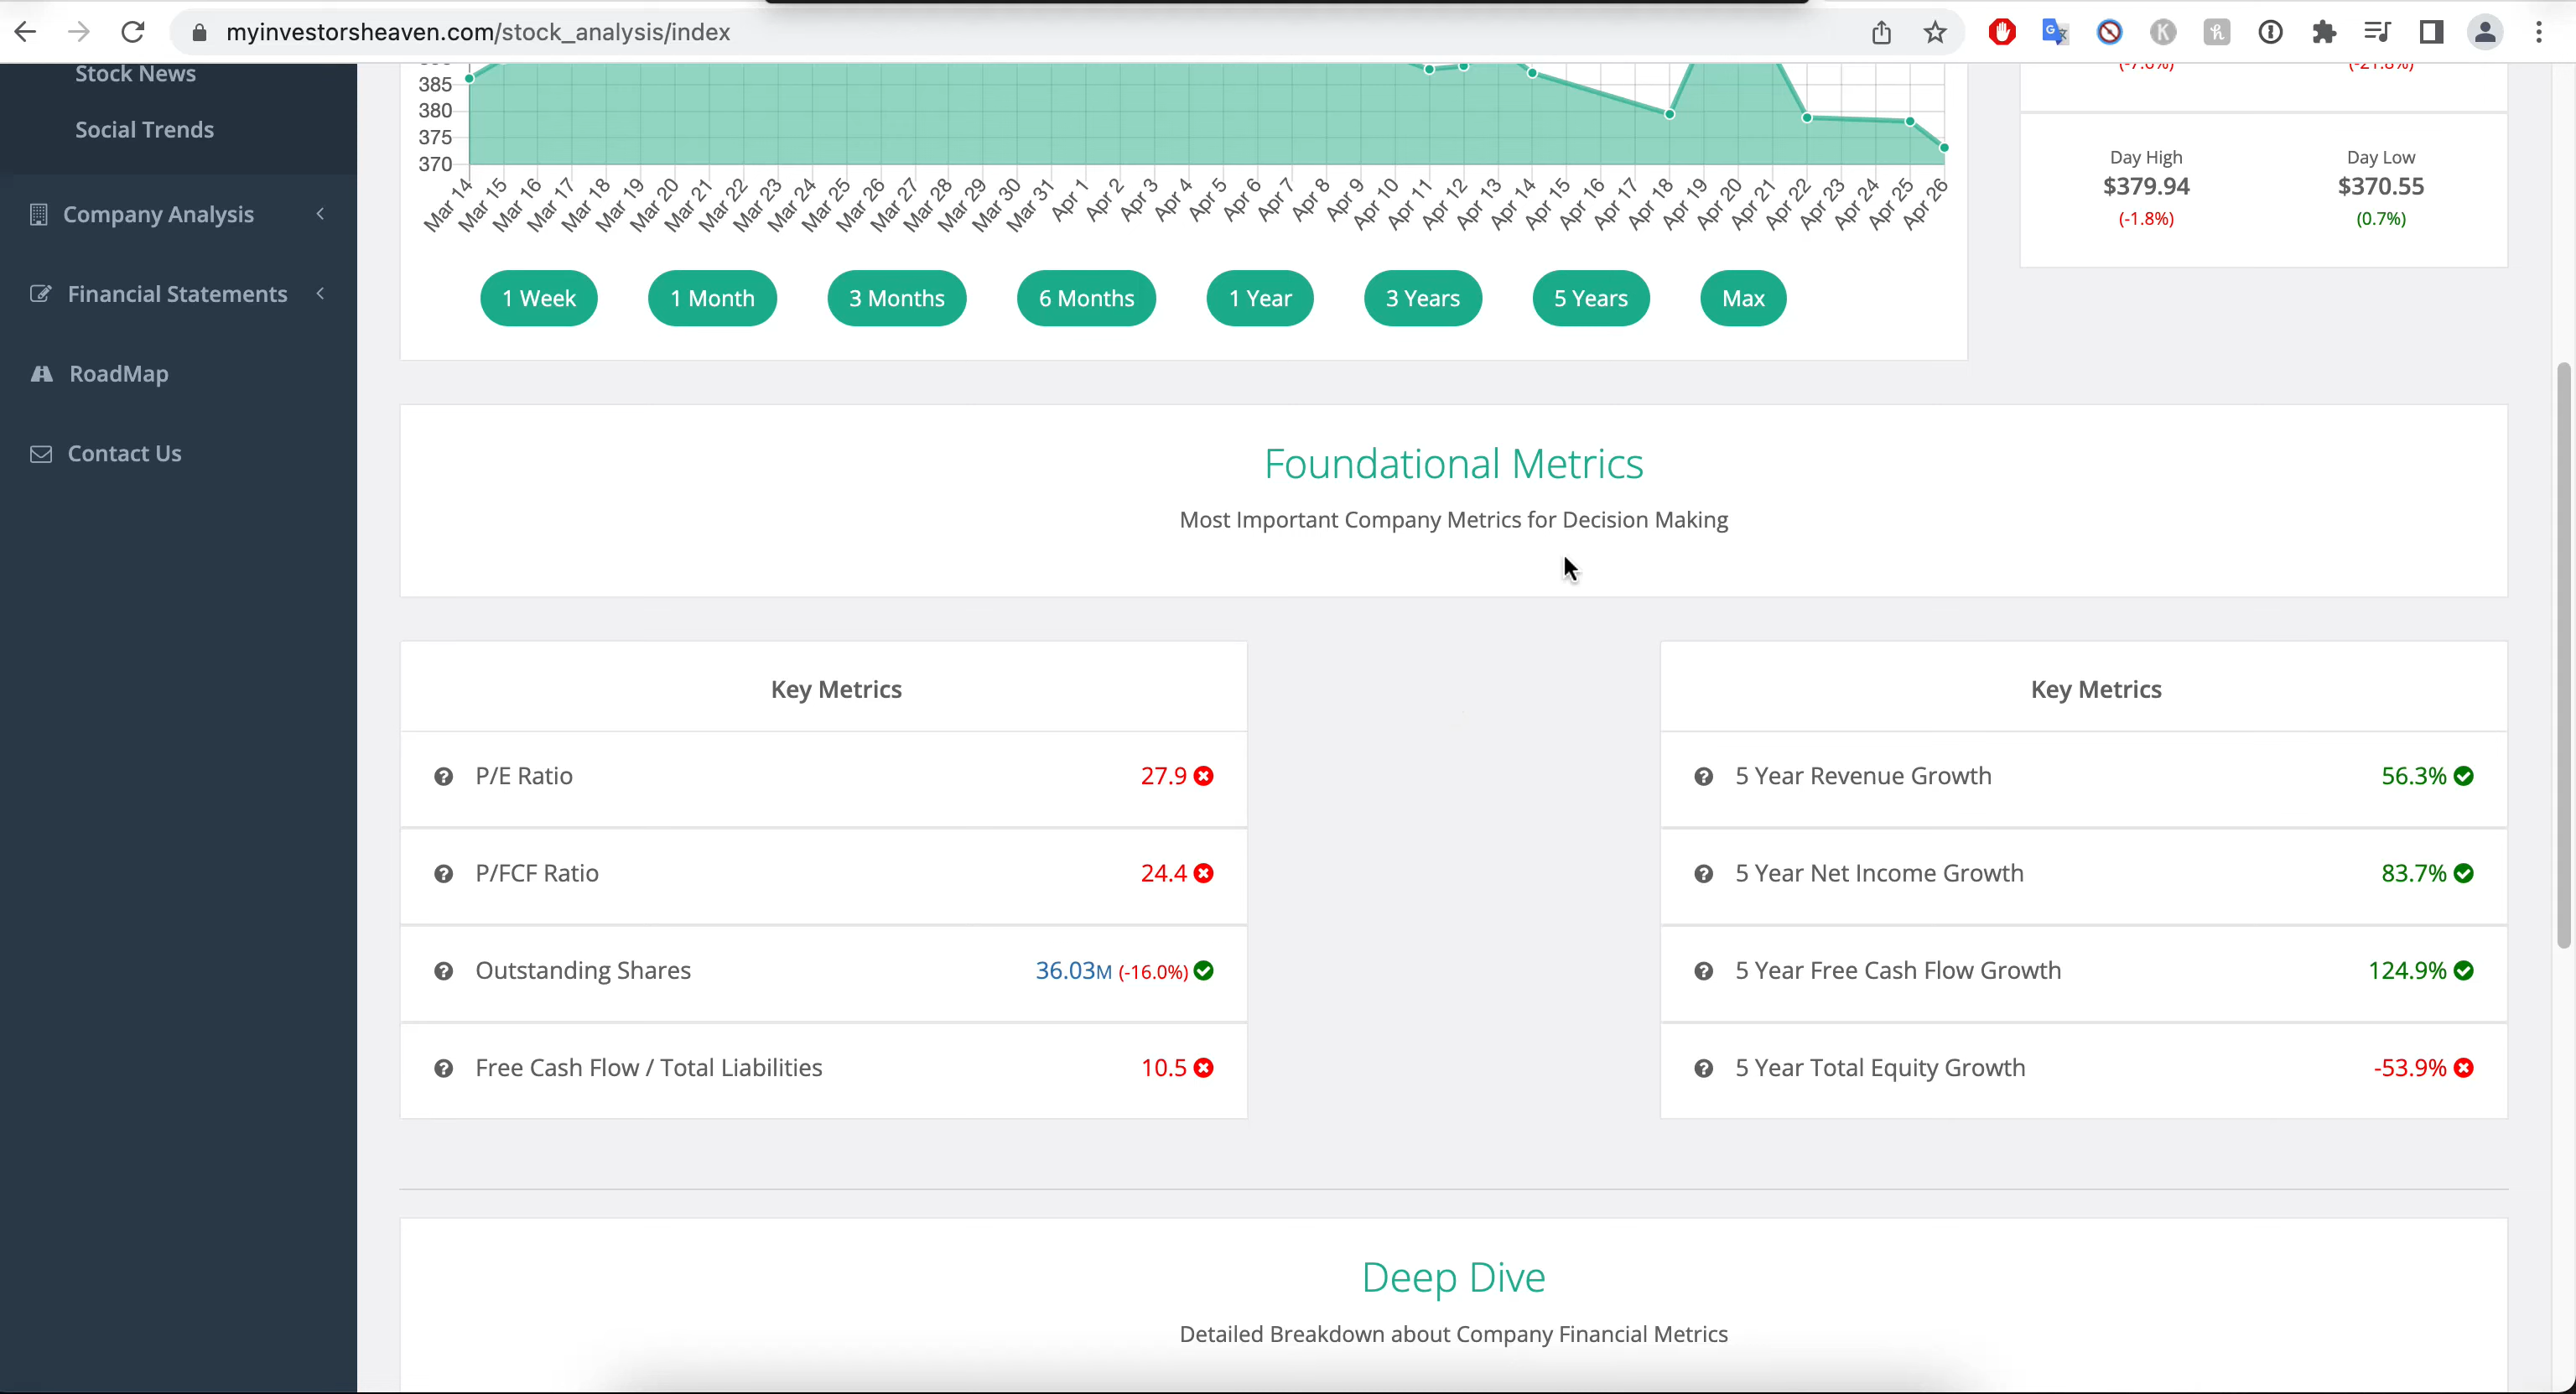 myinvestorsheaven.com/stock_analysis/index
Stock News
Social Trends
Company Analysis
Financial Statements
RoadMap
Contact Us
385
380
375
370
Mar 14 Mar 15 Mar 16 Mar 17 Mar 18 Mar 19 Mar 20 Mar 21 Mar 22 Mar 23 Mar 24 Mar 25 Mar 26 Mar 27 Mar 28 Mar 29 Mar 30 Mar 31 Apr 1 Apr 2 Apr 3 Apr 4 Apr 5 Apr 6 Apr 7 Apr 8 Apr 9 Apr 10 Apr 11 Apr 12 Apr 13 Apr 14 Apr 15 Apr 16 Apr 17 Apr 18 Apr 19 Apr 20 Apr 21 Apr 22 Apr 23 Apr 24 Apr 25 Apr 26
1 Week 1 Month 3 Months 6 Months 1 Year 3 Years 5 Years Max
Day High Day Low
$379.94 $370.55
(-1.8%) (0.7%)
Foundational Metrics
Most Important Company Metrics for Decision Making
Key Metrics
P/E Ratio 27.9
P/FCF Ratio 24.4
Outstanding Shares 36.03M (-16.0%)
Free Cash Flow / Total Liabilities 10.5
Key Metrics
5 Year Revenue Growth 56.3%
5 Year Net Income Growth 83.7%
5 Year Free Cash Flow Growth 124.9%
5 Year Total Equity Growth -53.9%
Deep Dive
Detailed Breakdown about Company Financial Metrics